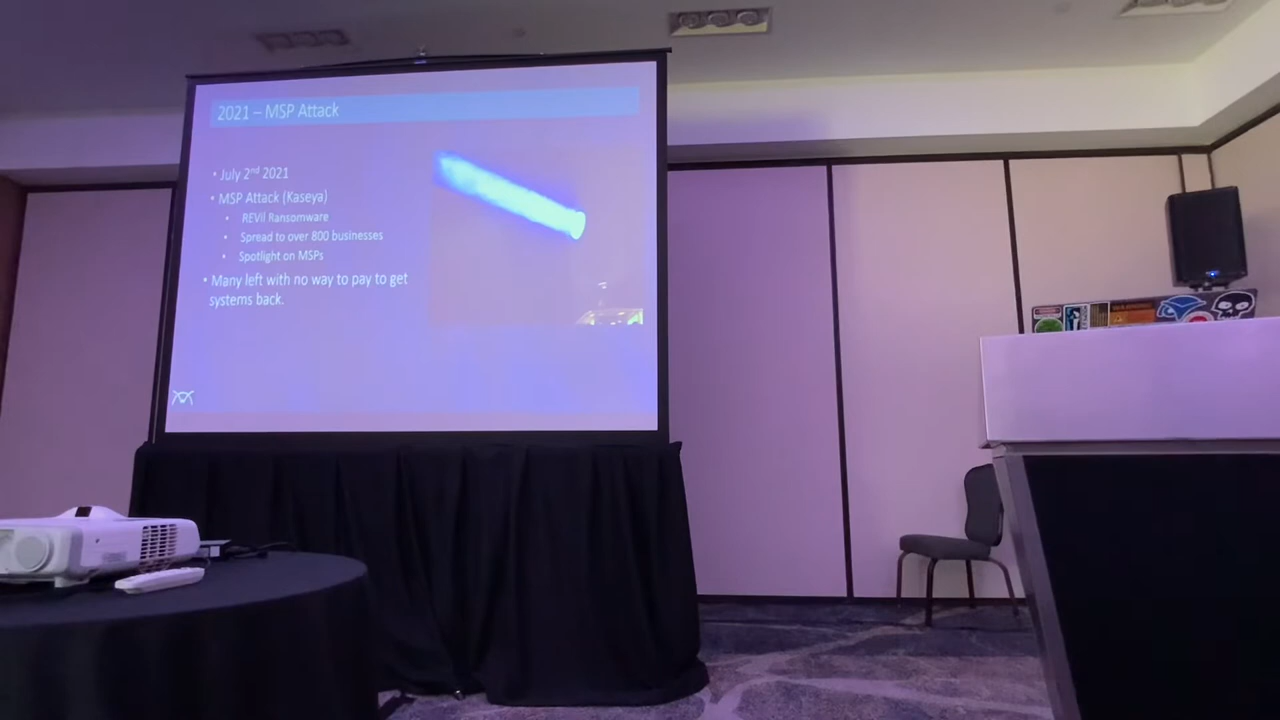 2021 – MSP Attack
• July 2nd 2021
• MSP Attack (Kaseya)
• REVil Ransomware
• Spread to over 800 businesses
• Spotlight on MSPs
• Many left with no way to pay to get
systems back.